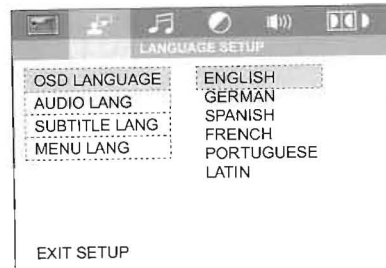 LANGUAGE SETUP
OSD LANGUAGE
AUDIO LANG
SUBTITLE LANG
MENU LANG
ENGLISH
GERMAN
SPANISH
FRENCH
PORTUGUESE
LATIN
EXIT SETUP